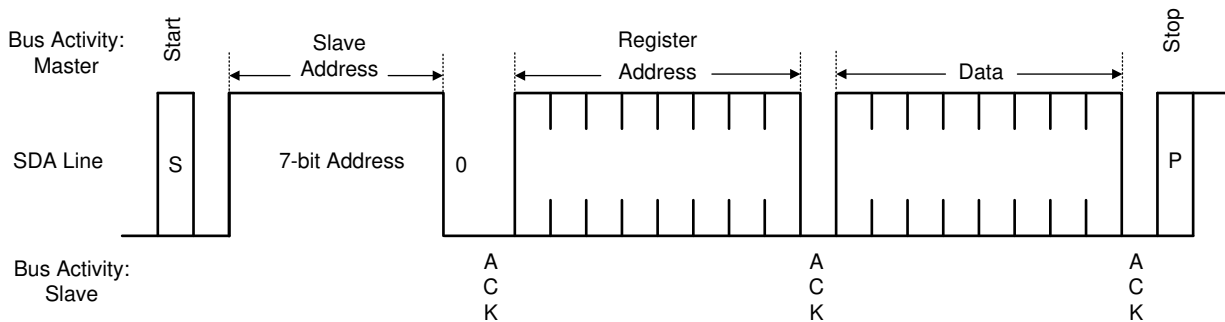 Bus Activity:
Master
Start
Slave
Address
Register
Address
Data
Stop
SDA Line
S
7-bit Address
0
P
Bus Activity:
Slave
A
C
K
A
C
K
A
C
K